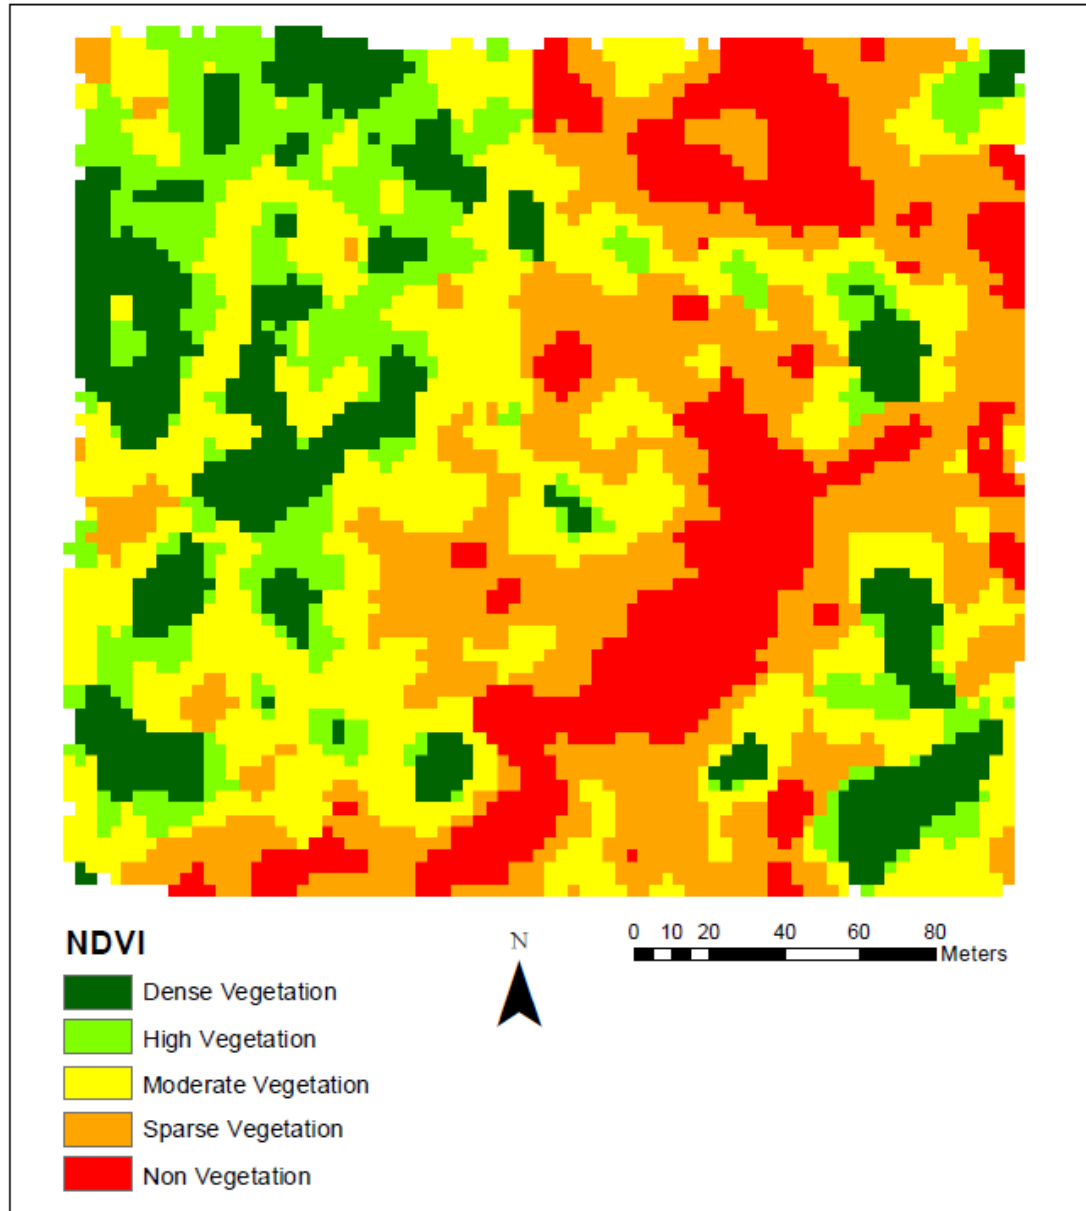 NDVI
Dense Vegetation
High Vegetation
Moderate Vegetation
Sparse Vegetation
Non Vegetation
N
0 10 20 40 60 80
Meters